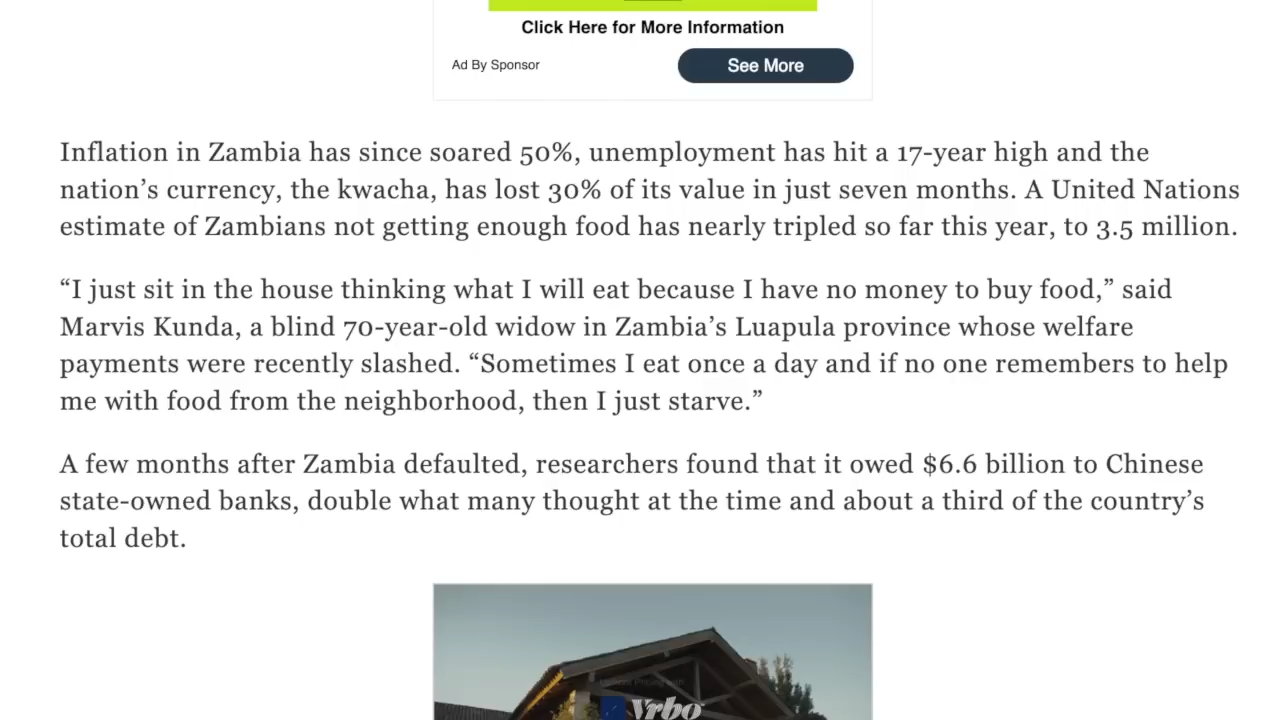 Click Here for More Information
Ad By Sponsor
See More
Inflation in Zambia has since soared 50%, unemployment has hit a 17-year high and the
nation’s currency, the kwacha, has lost 30% of its value in just seven months. A United Nations
estimate of Zambians not getting enough food has nearly tripled so far this year, to 3.5 million.
“I just sit in the house thinking what I will eat because I have no money to buy food,” said
Marvis Kunda, a blind 70-year-old widow in Zambia’s Luapula province whose welfare
payments were recently slashed. “Sometimes I eat once a day and if no one remembers to help
me with food from the neighborhood, then I just starve.”
A few months after Zambia defaulted, researchers found that it owed $6.6 billion to Chinese
state-owned banks, double what many thought at the time and about a third of the country’s
total debt.
Vrbo